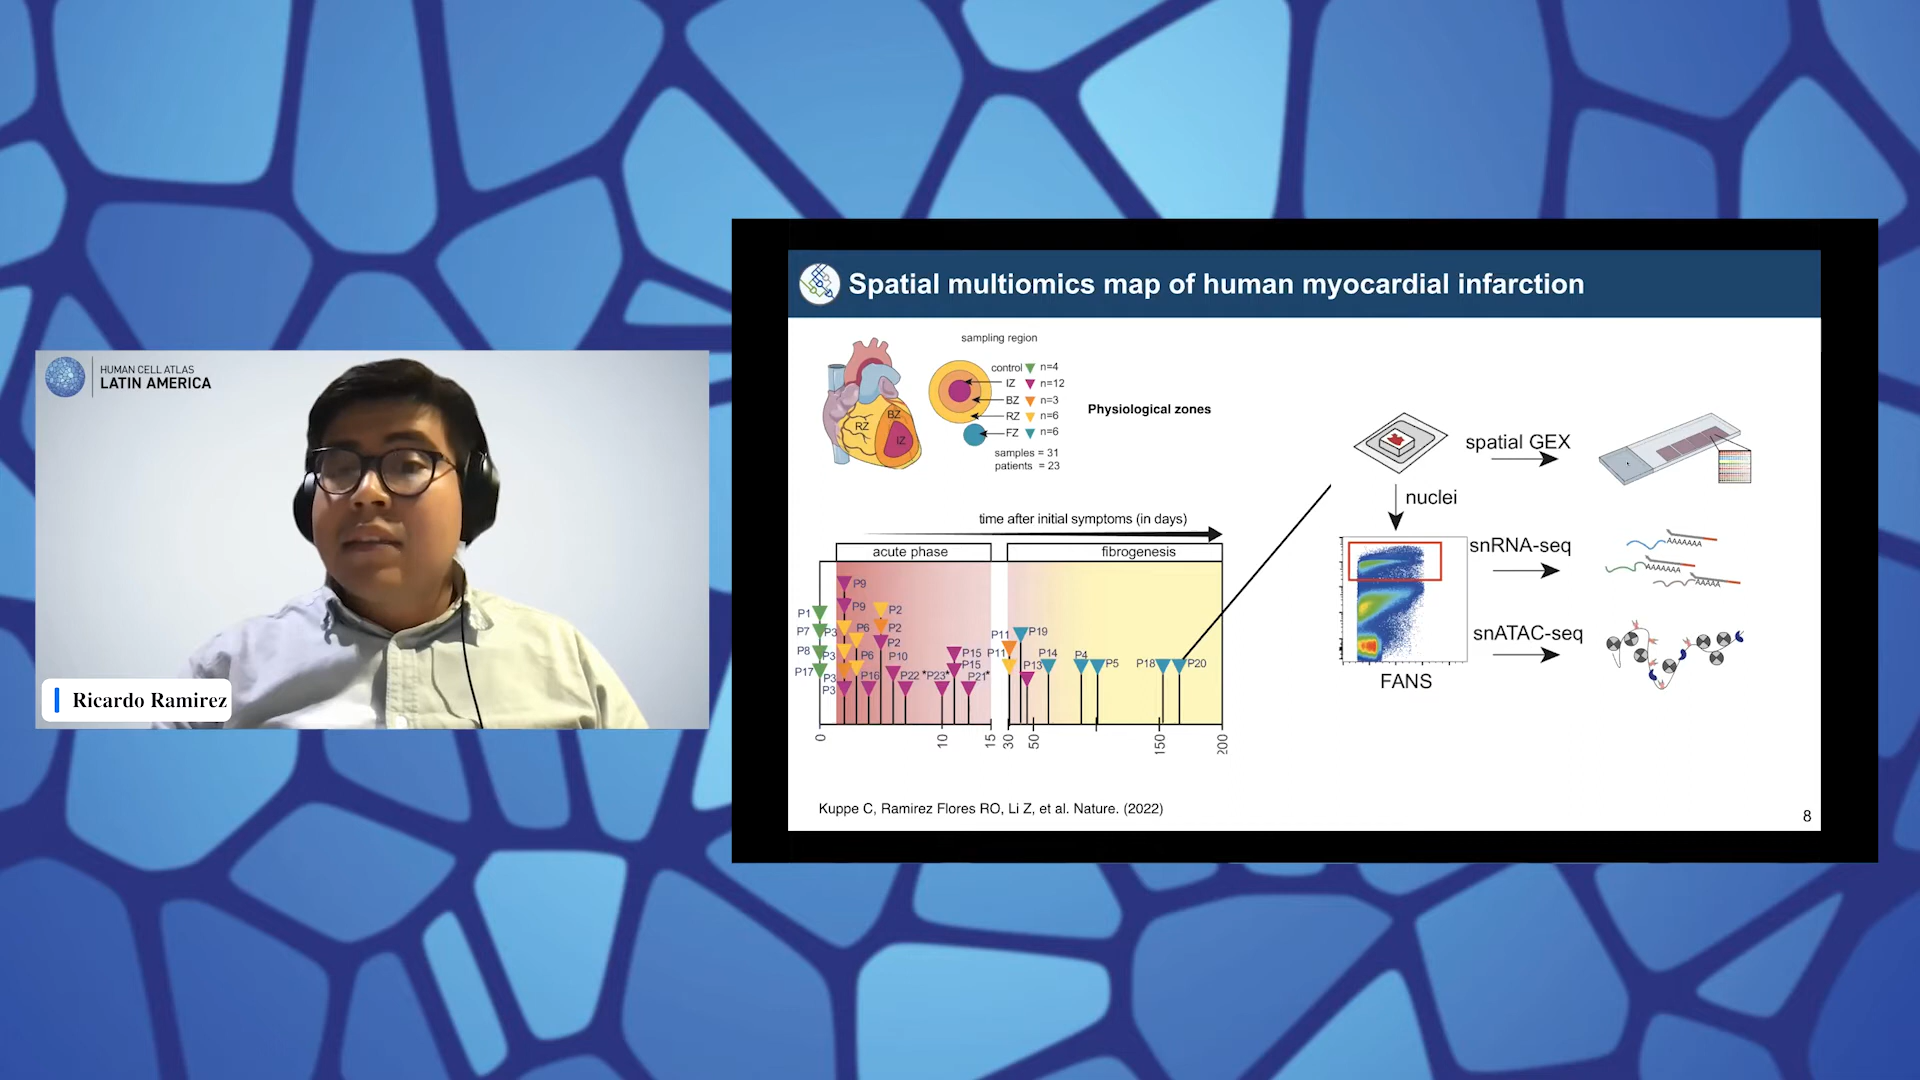 HUMAN CELL ATLAS
LATIN AMERICA
Ricardo Ramirez
Spatial multiomics map of human myocardial infarction
sampling region
control n=4
IZ n=12
BZ n=3
RZ n=6
FZ n=6
samples = 31
patients = 23
RZ
BZ
IZ
Physiological zones
time after initial symptoms (in days)
acute phase
fibrogenesis
P9
P9
P1
P7
P8
P17
P3
P3
P3
P3
P6
P6
P16
P2
P2
P2
P10
P22
*P23*
P15
P15
P21*
P11
P11
P19
P13
P14
P4
P5
P18
P20
0
10
15
30
50
150
200
spatial GEX
nuclei
snRNA-seq
AAAAAAA
AAAAAAA
AAAAA
snATAC-seq
FANS
Kuppe C, Ramirez Flores RO, Li Z, et al. Nature. (2022)
8